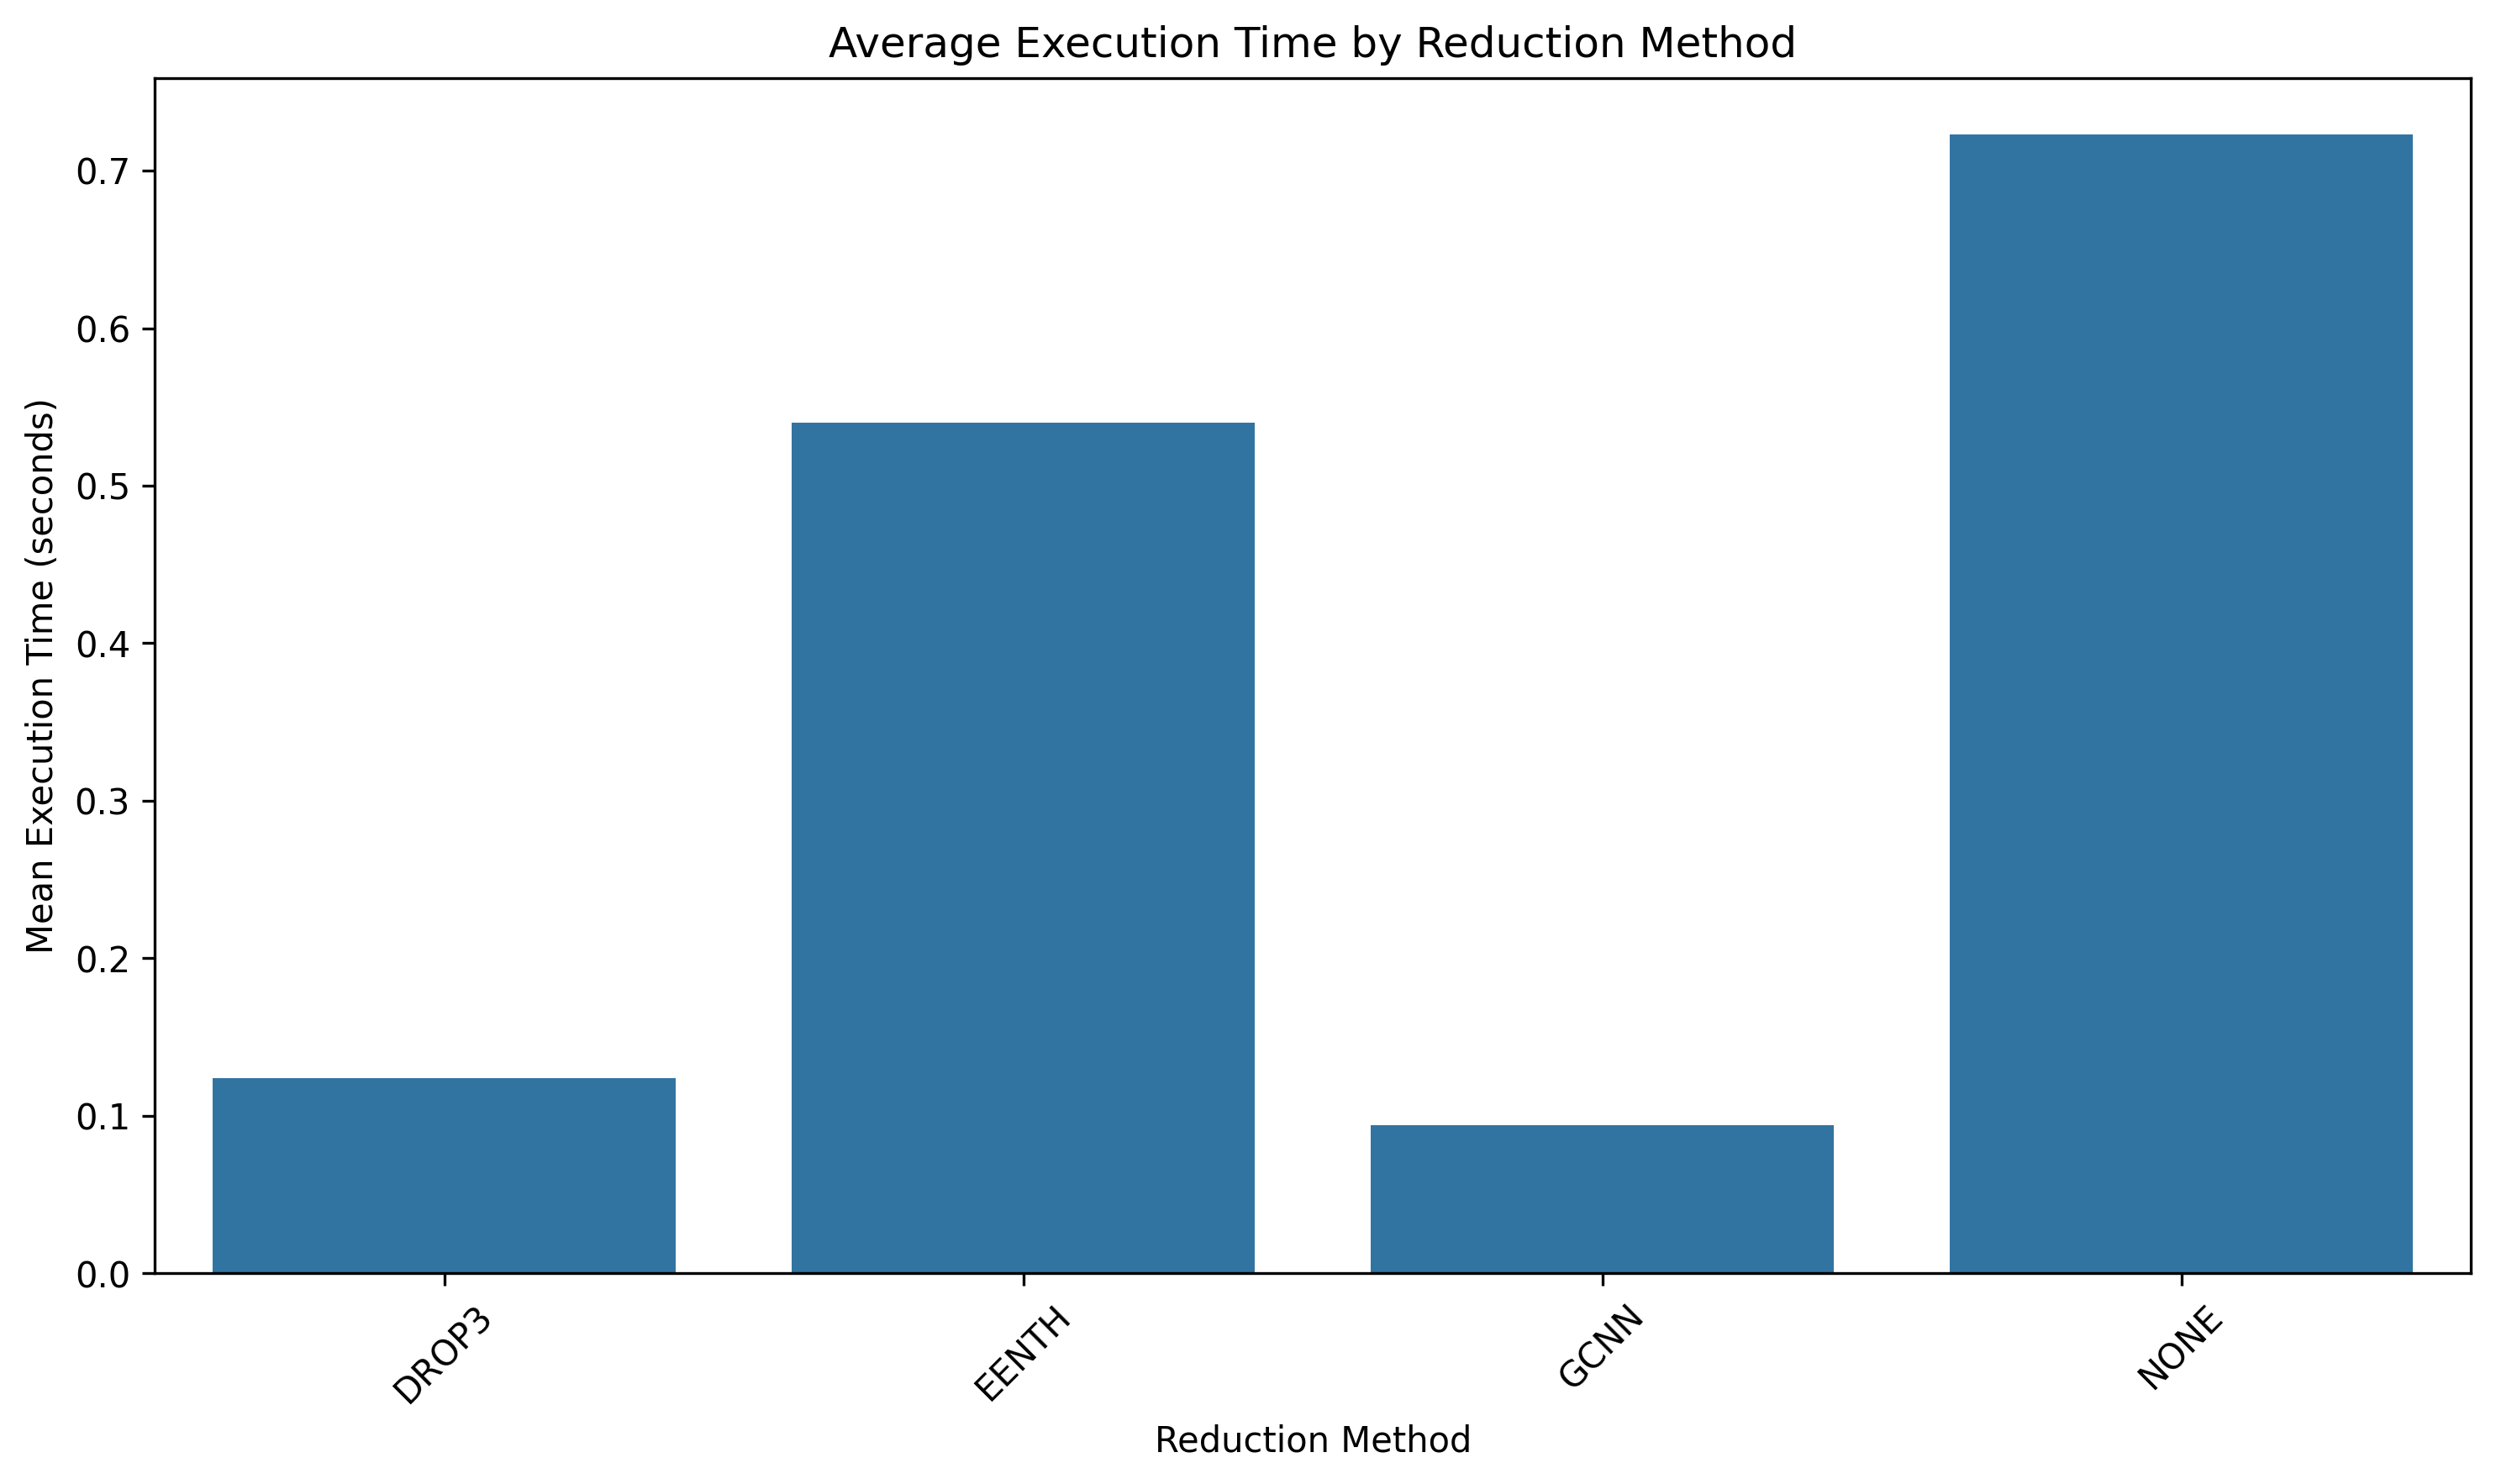 Average Execution Time by Reduction Method
Mean Execution Time (seconds)
0.7
0.6
0.5
0.4
0.3
0.2
0.1
0.0
DROP3
EENTH
GCNN
NONE
Reduction Method